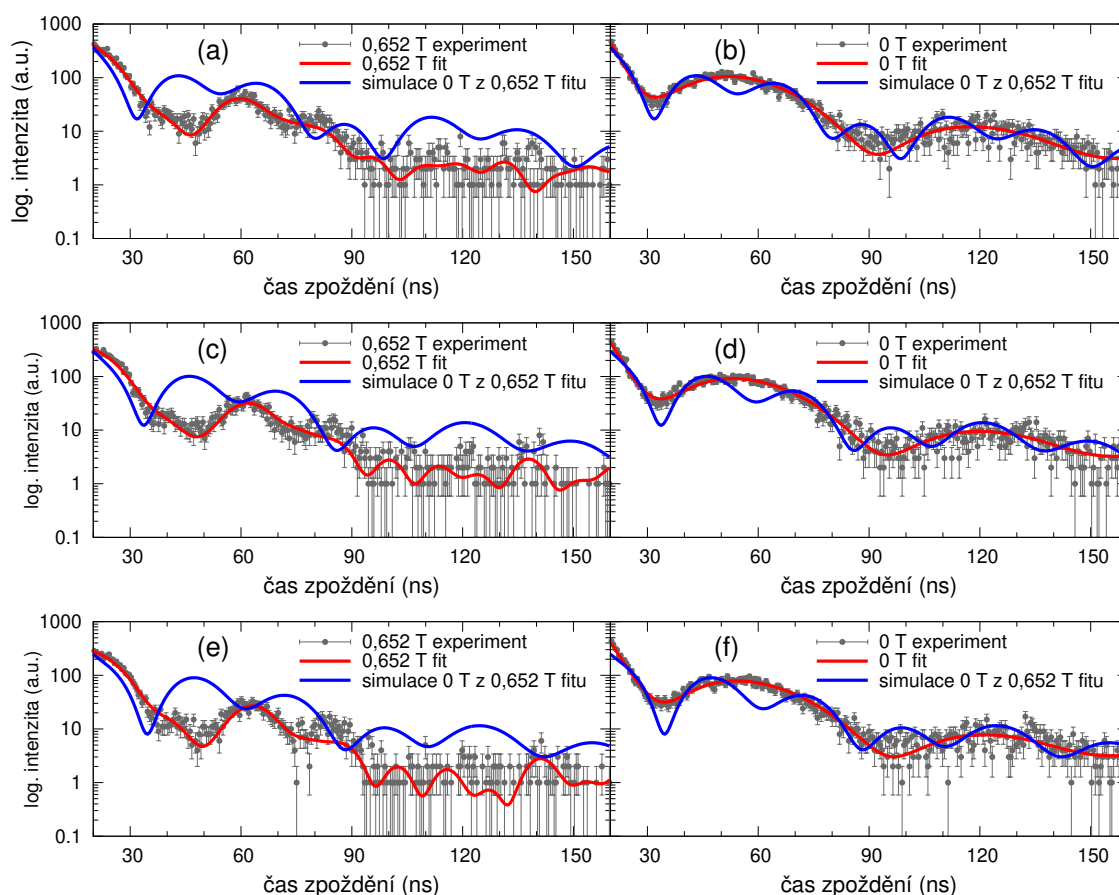 1000
100
10
1
0.1
log. intenzita (a.u.)
(a)
0,652 T experiment
0,652 T fit
simulace 0 T z 0,652 T fitu
30 60 90 120 150
čas zpoždění (ns)
(b)
0 T experiment
0 T fit
simulace 0 T z 0,652 T fitu
30 60 90 120 150
čas zpoždění (ns)
1000
100
10
1
0.1
log. intenzita (a.u.)
(c)
0,652 T experiment
0,652 T fit
simulace 0 T z 0,652 T fitu
30 60 90 120 150
čas zpoždění (ns)
(d)
0 T experiment
0 T fit
simulace 0 T z 0,652 T fitu
30 60 90 120 150
čas zpoždění (ns)
1000
100
10
1
0.1
log. intenzita (a.u.)
(e)
0,652 T experiment
0,652 T fit
simulace 0 T z 0,652 T fitu
30 60 90 120 150
čas zpoždění (ns)
(f)
0 T experiment
0 T fit
simulace 0 T z 0,652 T fitu
30 60 90 120 150
čas zpoždění (ns)